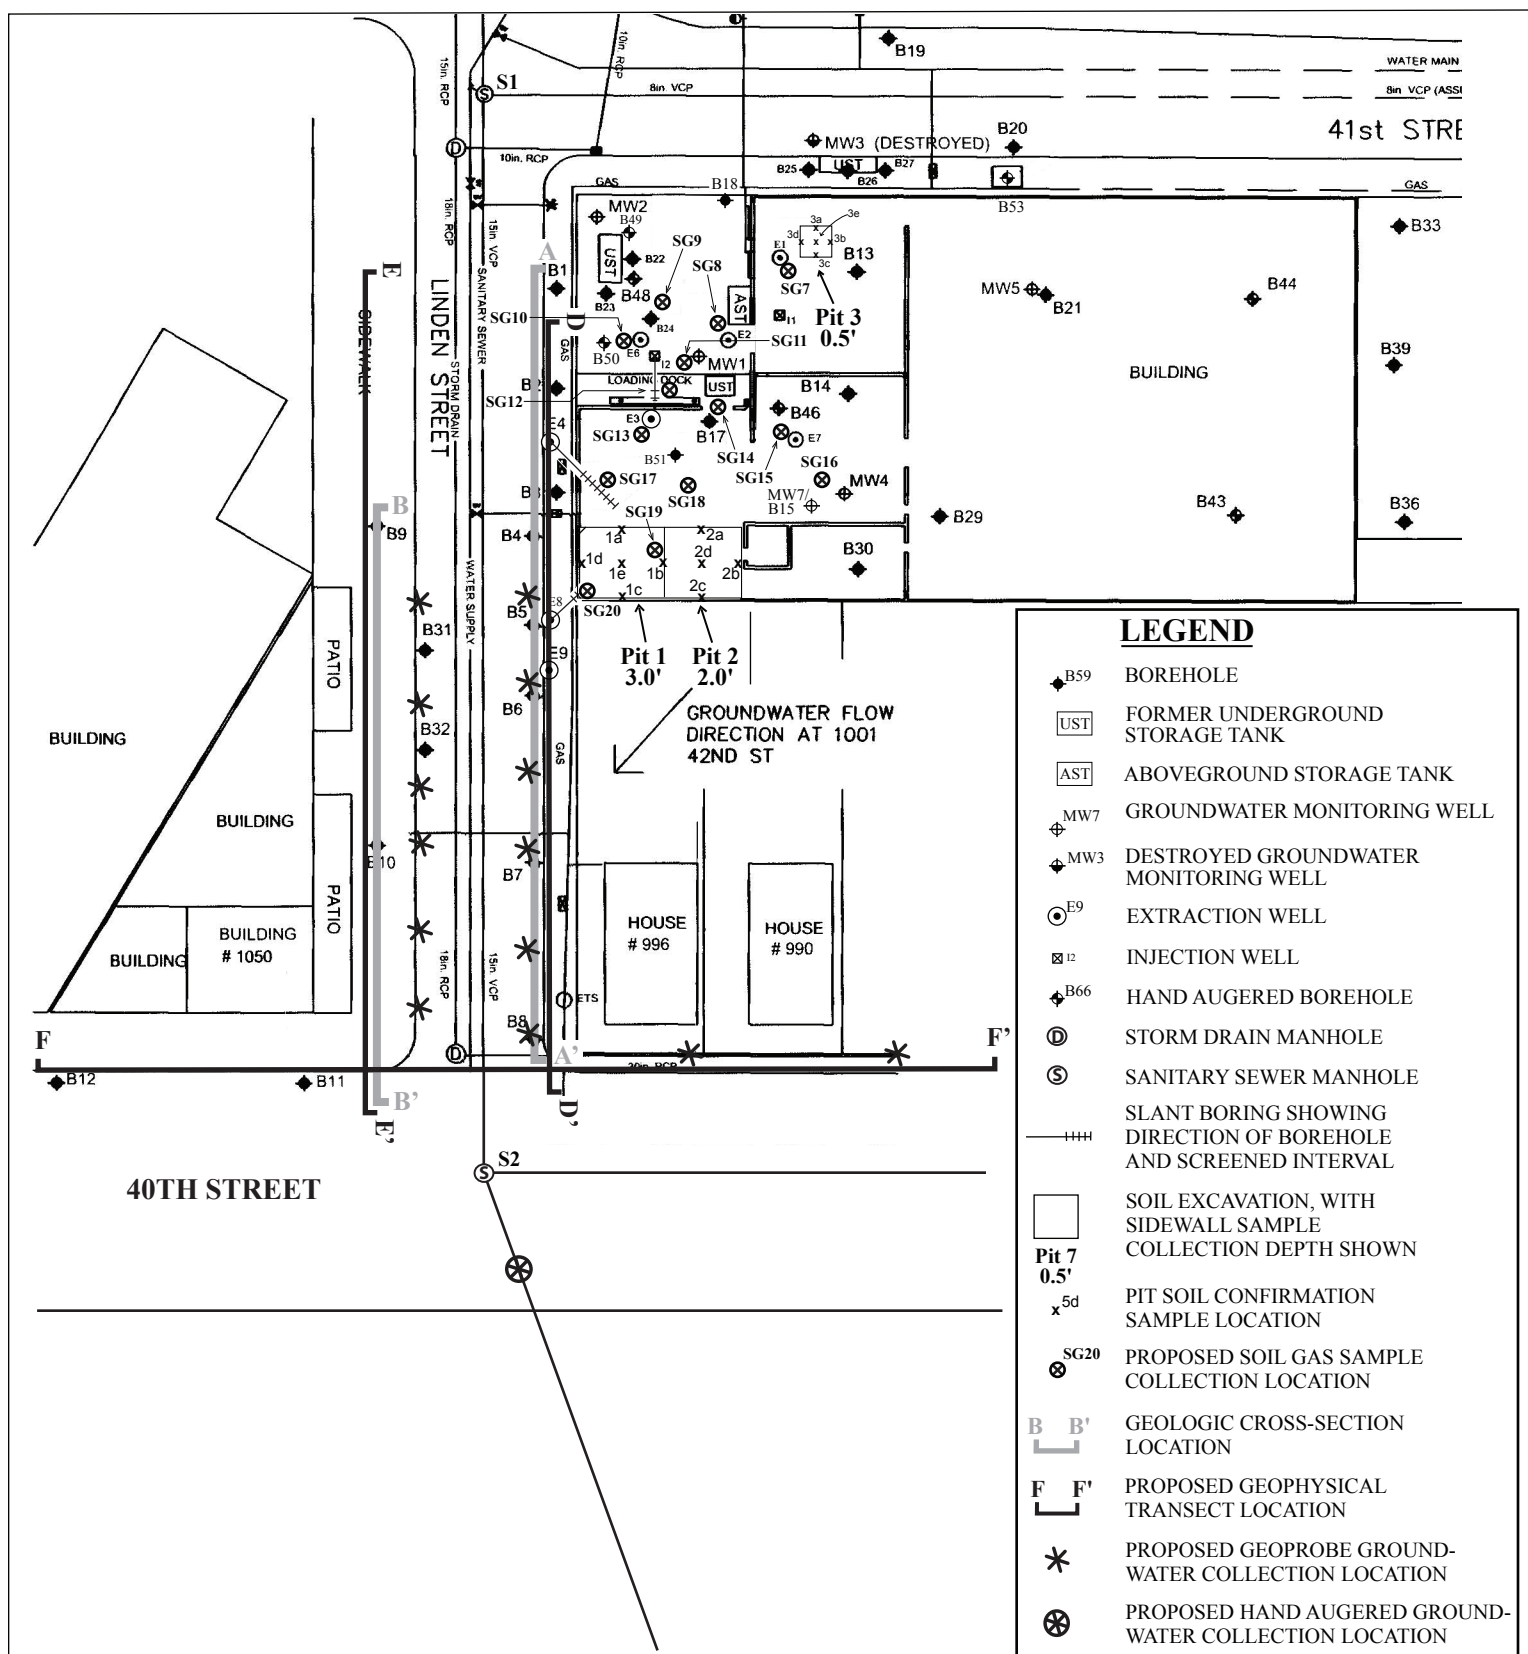 B19
10in. RCP
15in. RCP
WATER MAIN
S1
S
8in. VCP
8in. VCP (ASSU
41st STRE
B20
MW3 (DESTROYED)
D
10in. RCP
UST
B25
B26
B27
GAS
GAS
B18
B53
18in. RCP
15in. VCP
MW2
B49
SG9
3a
3e
3d
3b
3c
B33
A
E
B1
UST
B22
SG8
E1
SG7
B13
B48
B23
AST
MW5
B21
B44
LINDEN STREET
SANITARY SEWER
STORM DRAIN
SIDEWALK
SG10
B24
D
I1
Pit 3
0.5'
E6
E2
SG11
B50
I2
MW1
GAS
B39
BUILDING
B2
LOADING DOCK
UST
B14
SG12
E4
E3
B17
B46
SG13
SG14
E7
B51
SG15
SG16
SG17
SG18
MW7/
B15
MW4
B3
B
B9
SG19
B29
B43
B36
B4
1a
2a
1d
1e
1b
2d
2b
B30
1c
2c
WATER SUPPLY
E8
B5
SG20
B31
PATIO
E9
Pit 1
3.0'
Pit 2
2.0'
B6
GROUNDWATER FLOW
DIRECTION AT 1001
42ND ST
BUILDING
B32
GAS
BUILDING
B10
B7
PATIO
HOUSE
# 996
HOUSE
# 990
BUILDING
# 1050
BUILDING
18in. RCP
15in. VCP
ETS
B8
F
F'
D
A'
20in. RCP
B12
B11
B'
E'
D'
S2
S
40TH STREET
LEGEND
B59 BOREHOLE
UST FORMER UNDERGROUND
STORAGE TANK
AST ABOVEGROUND STORAGE TANK
MW7 GROUNDWATER MONITORING WELL
MW3 DESTROYED GROUNDWATER
MONITORING WELL
E9 EXTRACTION WELL
I2 INJECTION WELL
B66 HAND AUGERED BOREHOLE
D STORM DRAIN MANHOLE
S SANITARY SEWER MANHOLE
SLANT BORING SHOWING
DIRECTION OF BOREHOLE
AND SCREENED INTERVAL
SOIL EXCAVATION, WITH
SIDEWALL SAMPLE
COLLECTION DEPTH SHOWN
Pit 7
0.5'
x 5d PIT SOIL CONFIRMATION
SAMPLE LOCATION
SG20 PROPOSED SOIL GAS SAMPLE
COLLECTION LOCATION
B B' GEOLOGIC CROSS-SECTION
LOCATION
F F' PROPOSED GEOPHYSICAL
TRANSECT LOCATION
PROPOSED GEOPROBE GROUND-
WATER COLLECTION LOCATION
PROPOSED HAND AUGERED GROUND-
WATER COLLECTION LOCATION